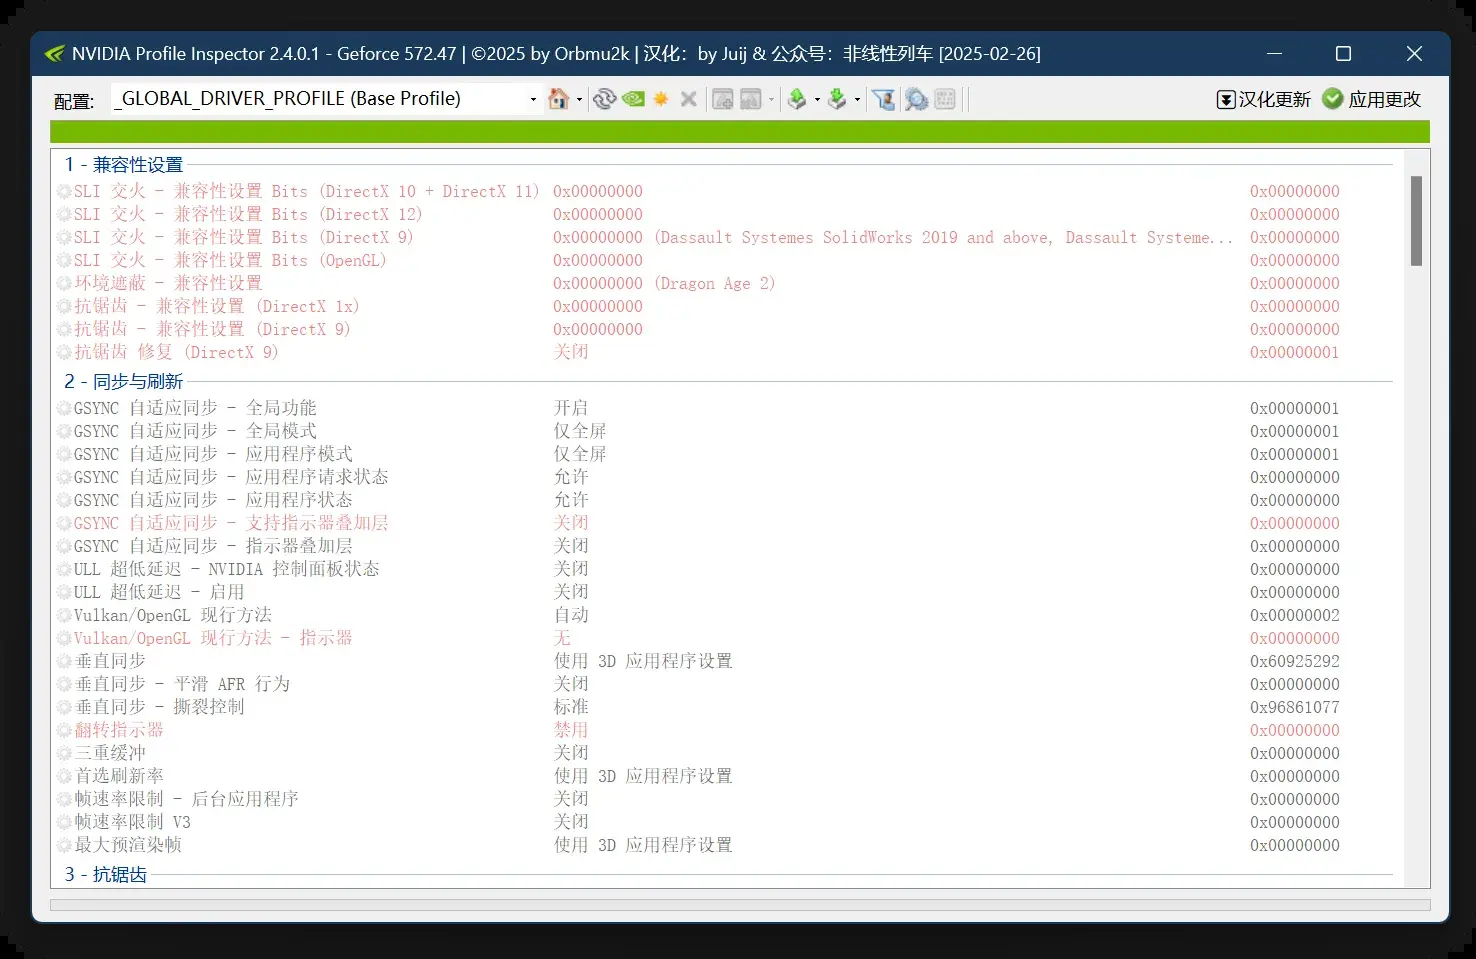 NVIDIA Profile Inspector 2.4.0.1 - Geforce 572.47 | ©2025 by Orbmu2k | 汉化：by Juij & 公众号：非线性列车 [2025-02-26]
配置: _GLOBAL_DRIVER_PROFILE (Base Profile) 汉化更新 应用更改
1 - 兼容性设置
SLI 交火 - 兼容性设置 Bits (DirectX 10 + DirectX 11) 0x00000000 0x00000000
SLI 交火 - 兼容性设置 Bits (DirectX 12) 0x00000000 0x00000000
SLI 交火 - 兼容性设置 Bits (DirectX 9) 0x00000000 (Dassault Systemes SolidWorks 2019 and above, Dassault Systeme... 0x00000000
SLI 交火 - 兼容性设置 Bits (OpenGL) 0x00000000 0x00000000
环境遮蔽 - 兼容性设置 0x00000000 (Dragon Age 2) 0x00000000
抗锯齿 - 兼容性设置 (DirectX 1x) 0x00000000 0x00000000
抗锯齿 - 兼容性设置 (DirectX 9) 0x00000000 0x00000000
抗锯齿 修复 (DirectX 9) 关闭 0x00000001
2 - 同步与刷新
GSYNC 自适应同步 - 全局功能 开启 0x00000001
GSYNC 自适应同步 - 全局模式 仅全屏 0x00000001
GSYNC 自适应同步 - 应用程序模式 仅全屏 0x00000001
GSYNC 自适应同步 - 应用程序请求状态 允许 0x00000000
GSYNC 自适应同步 - 应用程序状态 允许 0x00000000
GSYNC 自适应同步 - 支持指示器叠加层 关闭 0x00000000
GSYNC 自适应同步 - 指示器叠加层 关闭 0x00000000
ULL 超低延迟 - NVIDIA 控制面板状态 关闭 0x00000000
ULL 超低延迟 - 启用 关闭 0x00000000
Vulkan/OpenGL 现行方法 自动 0x00000002
Vulkan/OpenGL 现行方法 - 指示器 无 0x00000000
垂直同步 使用 3D 应用程序设置 0x60925292
垂直同步 - 平滑 AFR 行为 关闭 0x00000000
垂直同步 - 撕裂控制 标准 0x96861077
翻转指示器 禁用 0x00000000
三重缓冲 关闭 0x00000000
首选刷新率 使用 3D 应用程序设置 0x00000000
帧速率限制 - 后台应用程序 关闭 0x00000000
帧速率限制 V3 关闭 0x00000000
最大预渲染帧 使用 3D 应用程序设置 0x00000000
3 - 抗锯齿